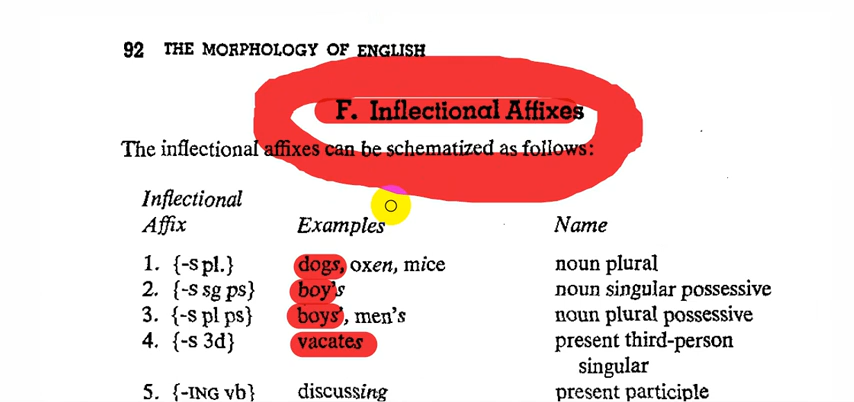 92 THE MORPHOLOGY OF ENGLISH
F. Inflectional Affixes
The inflectional affixes can be schematized as follows:
Inflectional
Affix Examples Name
1. {-s pl.} dogs, oxen, mice noun plural
2. {-s sg ps} boy's noun singular possessive
3. {-s pl ps} boys', men's noun plural possessive
4. {-s 3d} vacates present third-person
singular
5. {-ING vb} discussing present participle